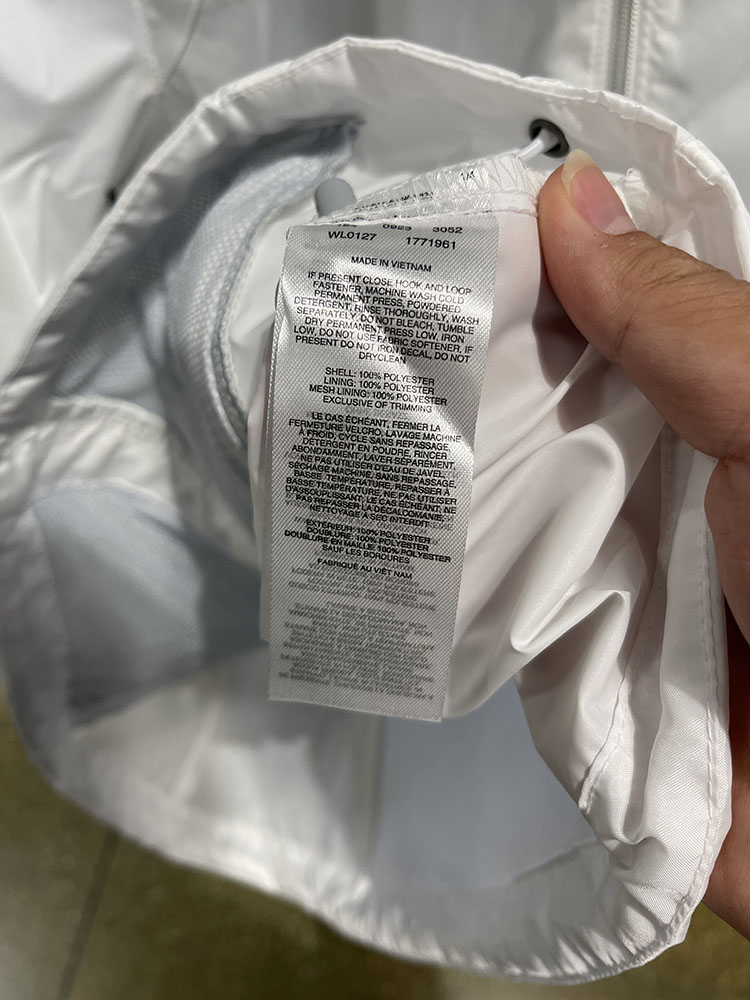 0923 3052
WL0127 1771961
MADE IN VIETNAM
IF PRESENT CLOSE HOOK AND LOOP
FASTENER, MACHINE WASH COLD
PERMANENT PRESS, POWDERED
DETERGENT, RINSE THOROUGHLY, WASH
SEPARATELY, DO NOT BLEACH, TUMBLE
DRY PERMANENT PRESS LOW, IRON
LOW, DO NOT USE FABRIC SOFTENER, IF
PRESENT DO NOT IRON DECAL, DO NOT
DRYCLEAN
SHELL: 100% POLYESTER
LINING: 100% POLYESTER
MESH LINING: 100% POLYESTER
EXCLUSIVE OF TRIMMING
LE CAS ÉCHÉANT, FERMER LA
FERMETURE VELCRO, LAVAGE MACHINE
À FROID, CYCLE SANS REPASSAGE,
DÉTERGENT EN POUDRE, RINCER
ABONDAMMENT, LAVER SÉPARÉMENT,
NE PAS UTILISER D'EAU DE JAVEL,
SÉCHAGE MACHINE, SANS REPASSAGE,
BASSE TEMPÉRATURE, REPASSER À
BASSE TEMPÉRATURE, NE PAS UTILISER
D'ASSOUPLISSANT, LE CAS ÉCHÉANT, NE
PAS REPASSER LA DÉCALCOMANIE,
NETTOYAGE À SEC INTERDIT
EXTÉRIEUR: 100% POLYESTER
DOUBLURE: 100% POLYESTER
DOUBLURE EN MAILLE: 100% POLYESTER
SAUF LES BORDURES
FABRIQUÉ AU VIÊT NAM